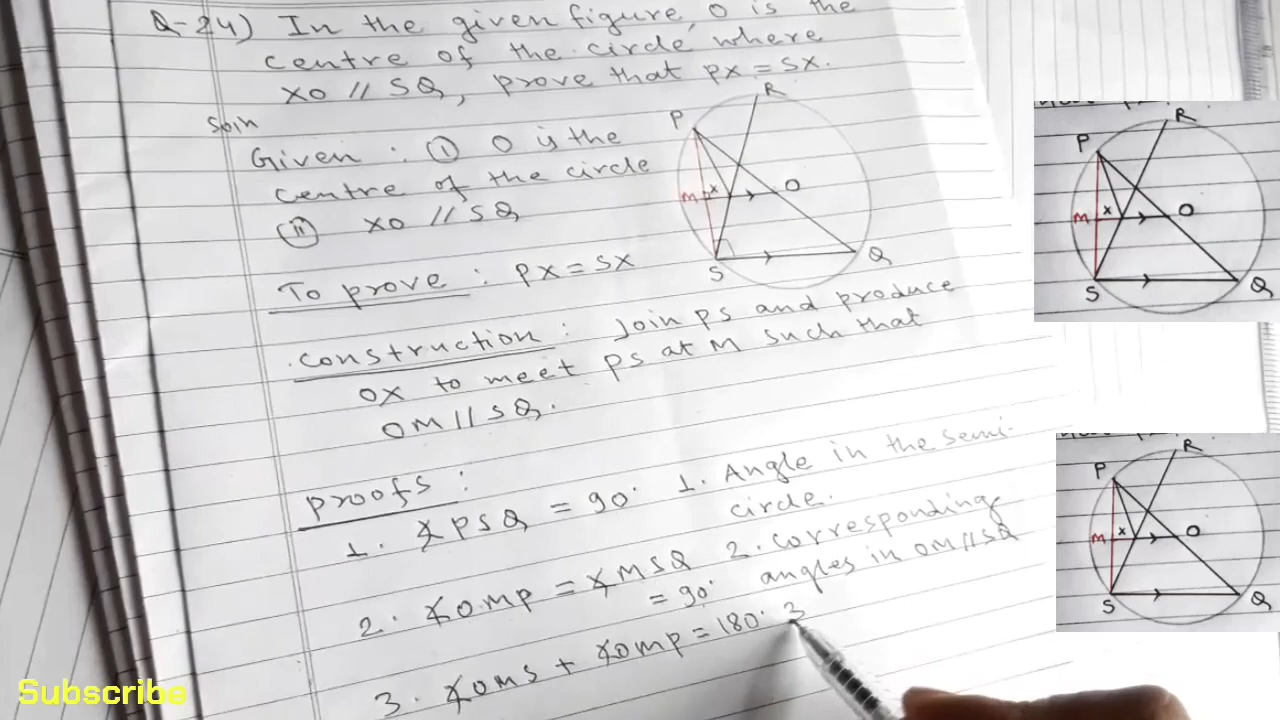 Q-24) In the given figure, O is the
centre of the circle where
XO // SQ, prove that PX = SX.
Soln
Given : (i) O is the
centre of the circle
(ii) XO // SQ
To prove : PX = SX
Construction : Join PS and produce
OX to meet PS at M such that
OM // SQ.
Proofs :
1. ∡PSQ = 90° 1. Angle in the semi-
circle.
2. ∡OMP = ∡MSQ 2. Corresponding
= 90° angles in OM//SQ
3. ∡OMS + ∡OMP = 180° 3
P
R
M
X
O
S
Q
P
R
M
X
O
S
Q
P
R
M
X
O
S
Q
Subscribe